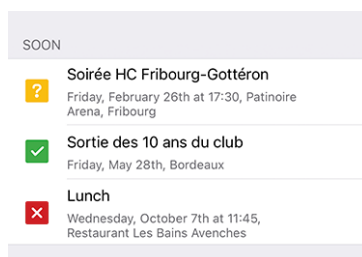 SOON
Soirée HC Fribourg-Gottéron
Friday, February 26th at 17:30, Patinoire
Arena, Fribourg
Sortie des 10 ans du club
Friday, May 28th, Bordeaux
Lunch
Wednesday, October 7th at 11:45,
Restaurant Les Bains Avenches